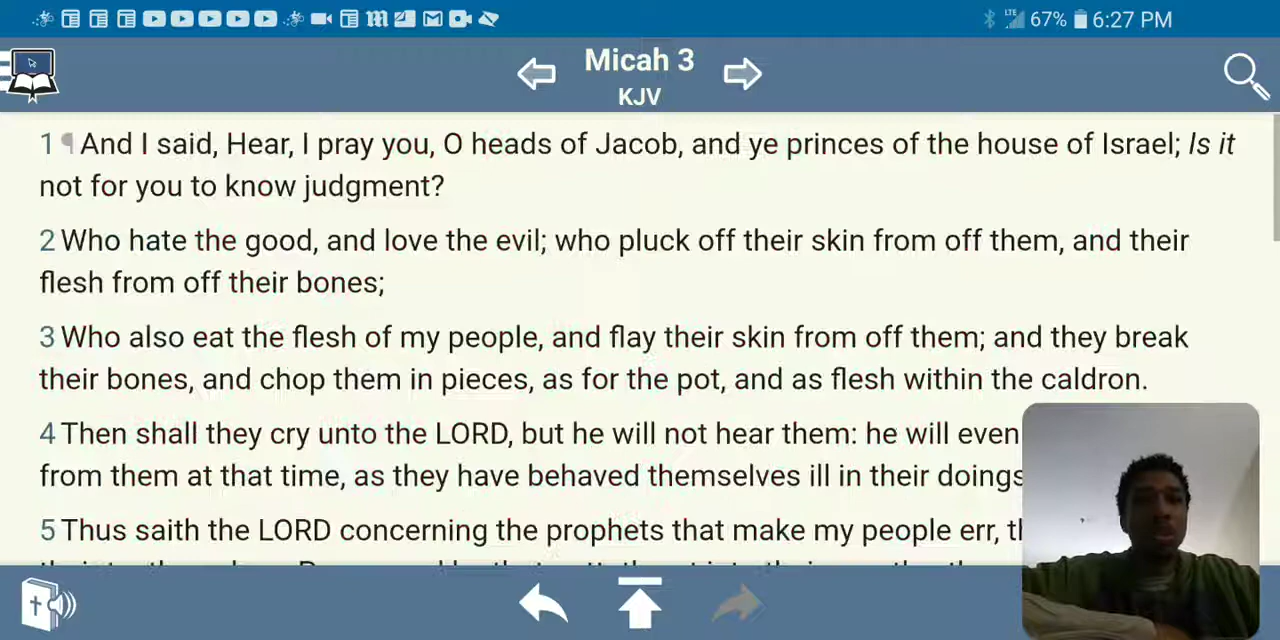 LTE 67% 6:27 PM
Micah 3
KJV
1 ¶ And I said, Hear, I pray you, O heads of Jacob, and ye princes of the house of Israel; Is it
not for you to know judgment?
2 Who hate the good, and love the evil; who pluck off their skin from off them, and their
flesh from off their bones;
3 Who also eat the flesh of my people, and flay their skin from off them; and they break
their bones, and chop them in pieces, as for the pot, and as flesh within the caldron.
4 Then shall they cry unto the LORD, but he will not hear them: he will even
from them at that time, as they have behaved themselves ill in their doings
5 Thus saith the LORD concerning the prophets that make my people err,